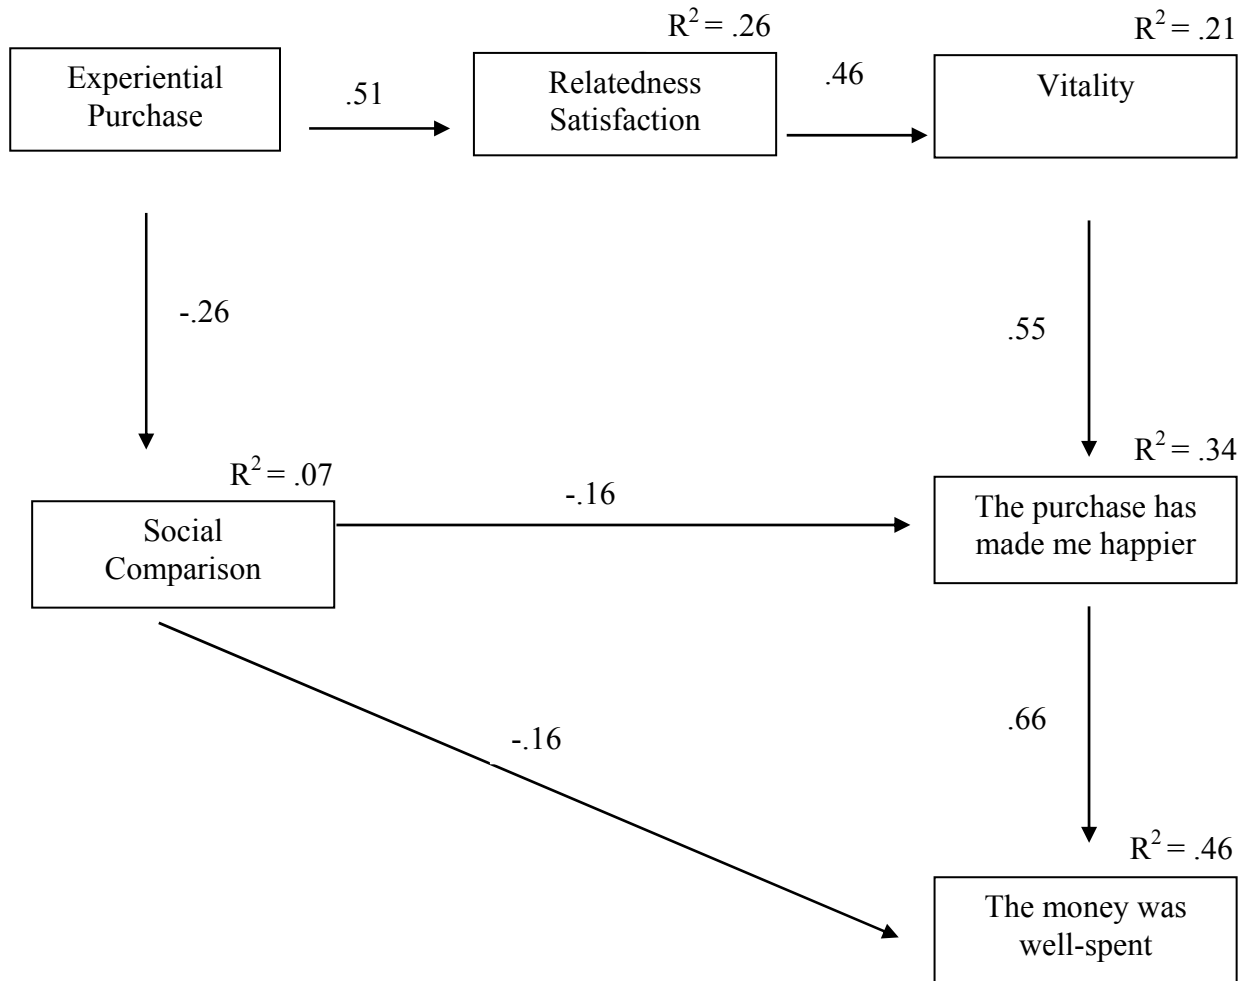 R² = .26
R² = .21
Experiential
Purchase
.51
Relatedness
Satisfaction
.46
Vitality
-.26
.55
R² = .07
R² = .34
Social
Comparison
-.16
The purchase has
made me happier
-.16
.66
R² = .46
The money was
well-spent